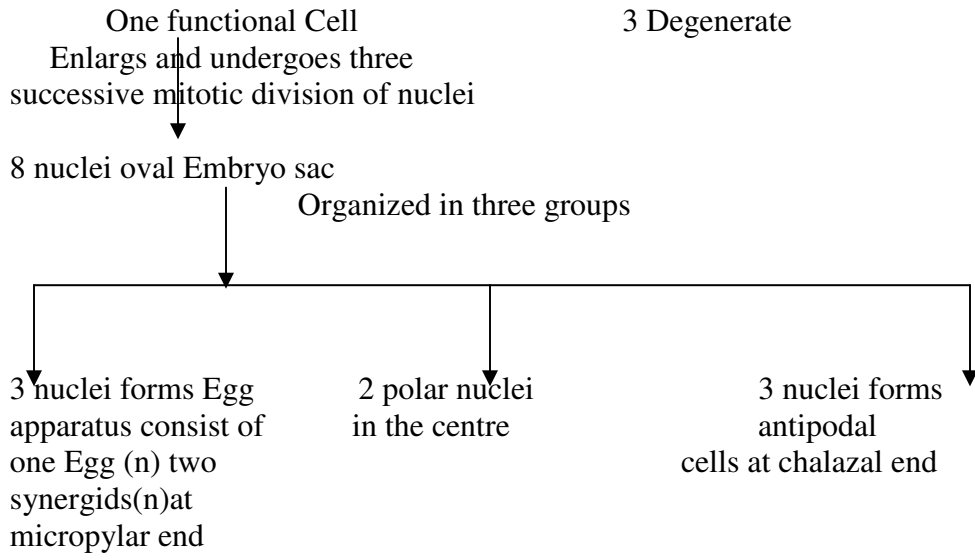 One functional Cell 3 Degenerate
Enlargs and undergoes three
successive mitotic division of nuclei
8 nuclei oval Embryo sac
Organized in three groups
3 nuclei forms Egg
apparatus consist of
one Egg (n) two
synergids(n)at
micropylar end
2 polar nuclei
in the centre
3 nuclei forms
antipodal
cells at chalazal end